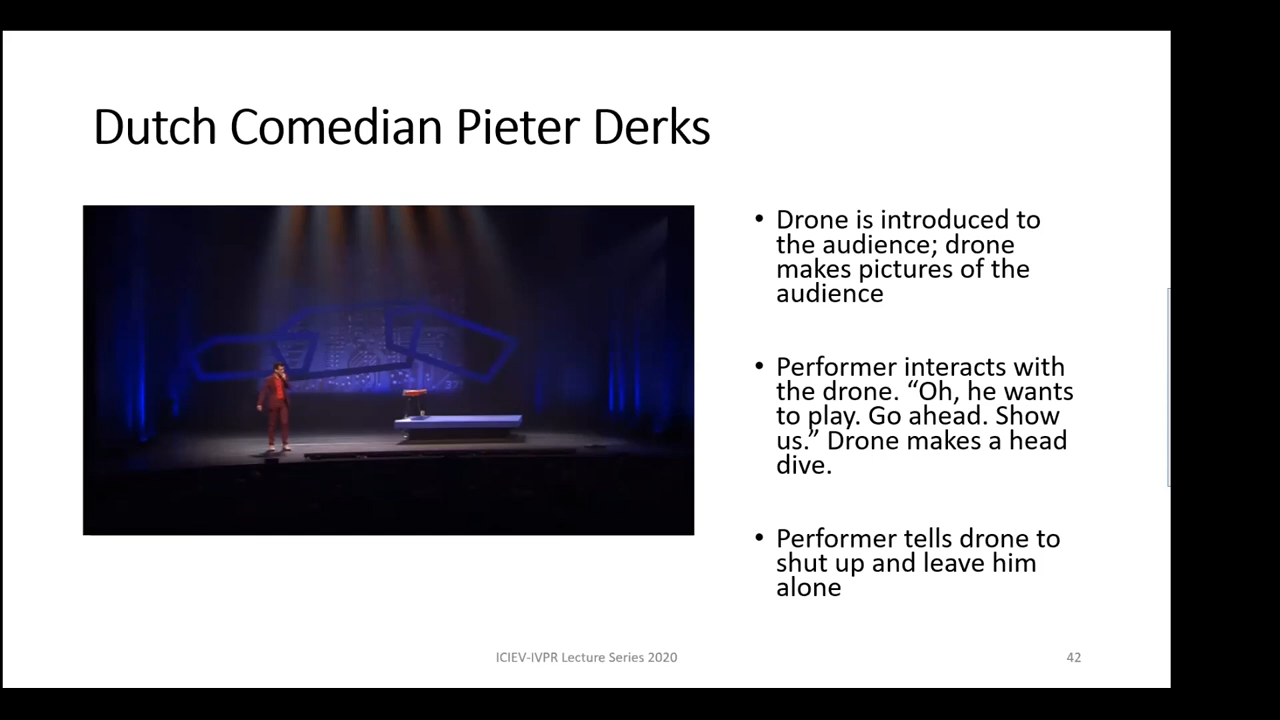 Dutch Comedian Pieter Derks
• Drone is introduced to
the audience; drone
makes pictures of the
audience
• Performer interacts with
the drone. “Oh, he wants
to play. Go ahead. Show
us.” Drone makes a head
dive.
• Performer tells drone to
shut up and leave him
alone
ICIEV-IVPR Lecture Series 2020
42